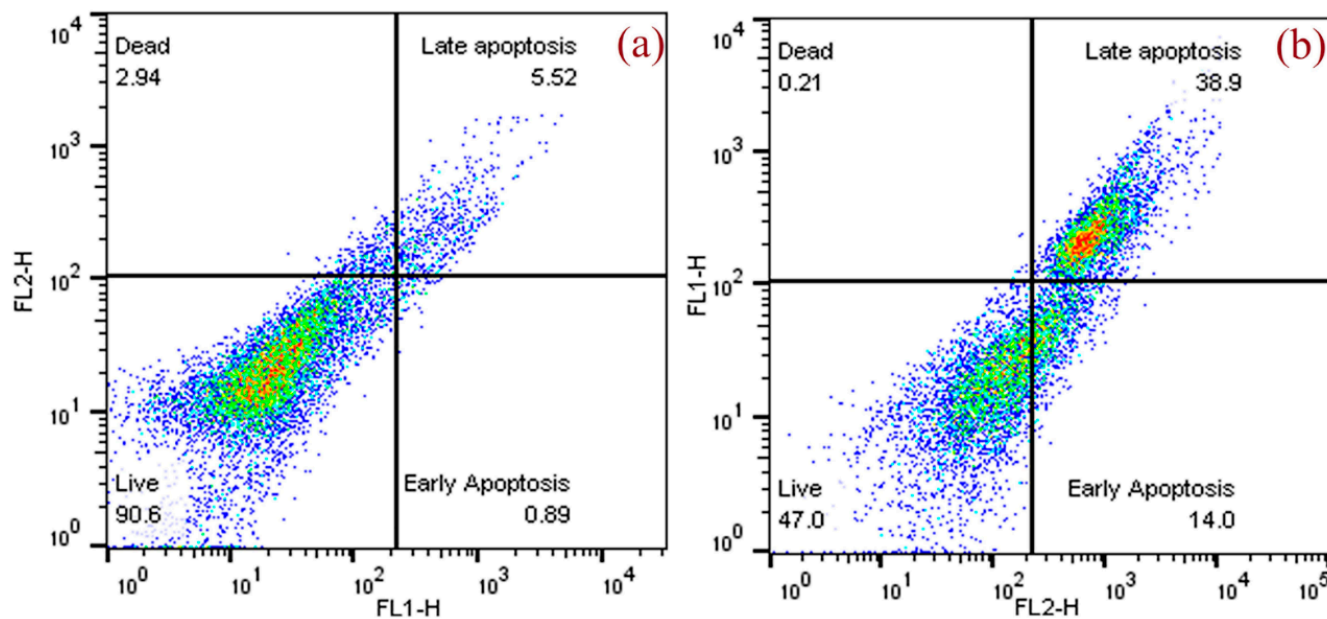 (a)
Dead
2.94
Late apoptosis
5.52
Live
90.6
Early Apoptosis
0.89
10^4
10^3
10^2
10^1
10^0
FL2-H
10^0 10^1 10^2 10^3 10^4
FL1-H
(b)
Dead
0.21
Late apoptosis
38.9
Live
47.0
Early Apoptosis
14.0
10^4
10^3
10^2
10^1
10^0
FL1-H
10^0 10^1 10^2 10^3 10^4 10^5
FL2-H